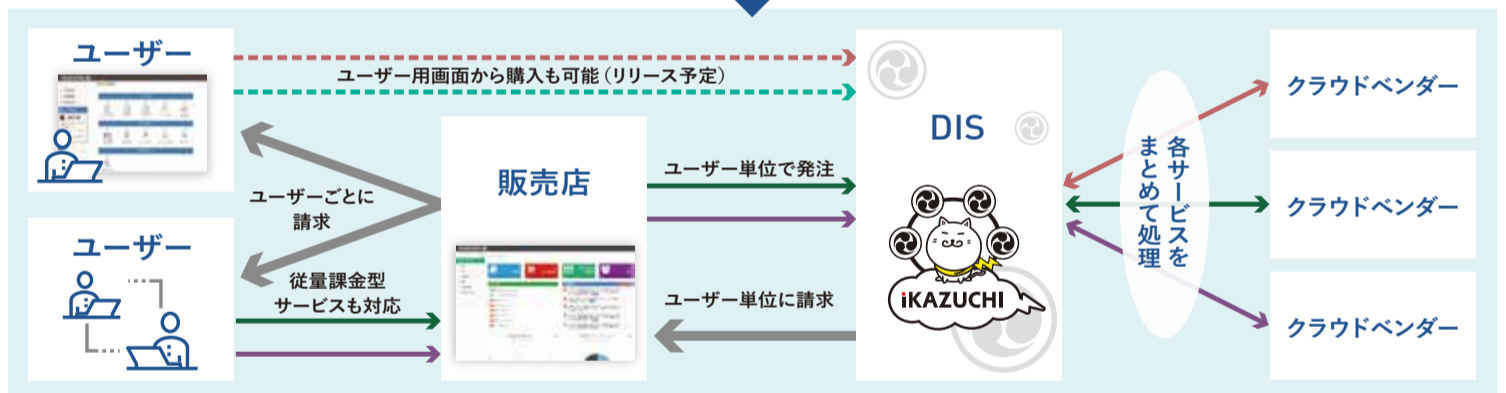 ユーザー
ユーザー用画面から購入も可能（リリース予定）
ユーザーごとに
請求
ユーザー
従量課金型
サービスも対応
販売店
ユーザー単位で発注
ユーザー単位に請求
DIS
iKAZUCHI
各サービスを
まとめて処理
クラウドベンダー
クラウドベンダー
クラウドベンダー